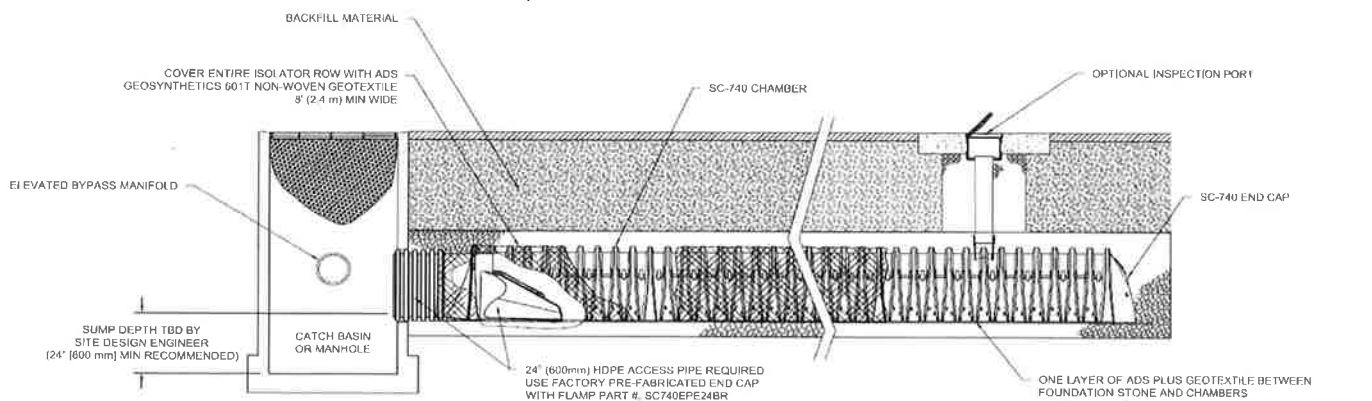 BACKFILL MATERIAL
COVER ENTIRE ISOLATOR ROW WITH ADS
GEOSYNTHETICS 601T NON-WOVEN GEOTEXTILE
8' (2.4 m) MIN WIDE
SC-740 CHAMBER
OPTIONAL INSPECTION PORT
ELEVATED BYPASS MANIFOLD
SC-740 END CAP
SUMP DEPTH TBD BY
SITE DESIGN ENGINEER
(24" [600 mm] MIN RECOMMENDED)
CATCH BASIN
OR MANHOLE
24" (600mm) HDPE ACCESS PIPE REQUIRED
USE FACTORY PRE-FABRICATED END CAP
WITH FLAMP PART #: SC740EPE24BR
ONE LAYER OF ADS PLUS GEOTEXTILE BETWEEN
FOUNDATION STONE AND CHAMBERS